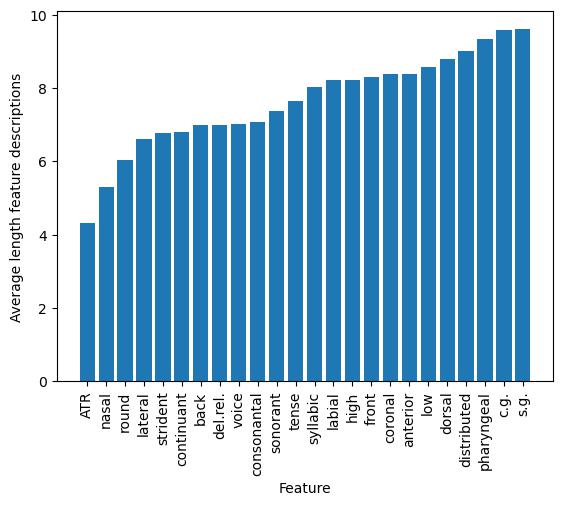 Average length feature descriptions
10
8
6
4
2
0
ATR
nasal
round
lateral
strident
continuant
back
del.rel.
voice
consonantal
sonorant
tense
syllabic
labial
high
front
coronal
anterior
low
dorsal
distributed
pharyngeal
c.g.
s.g.
Feature